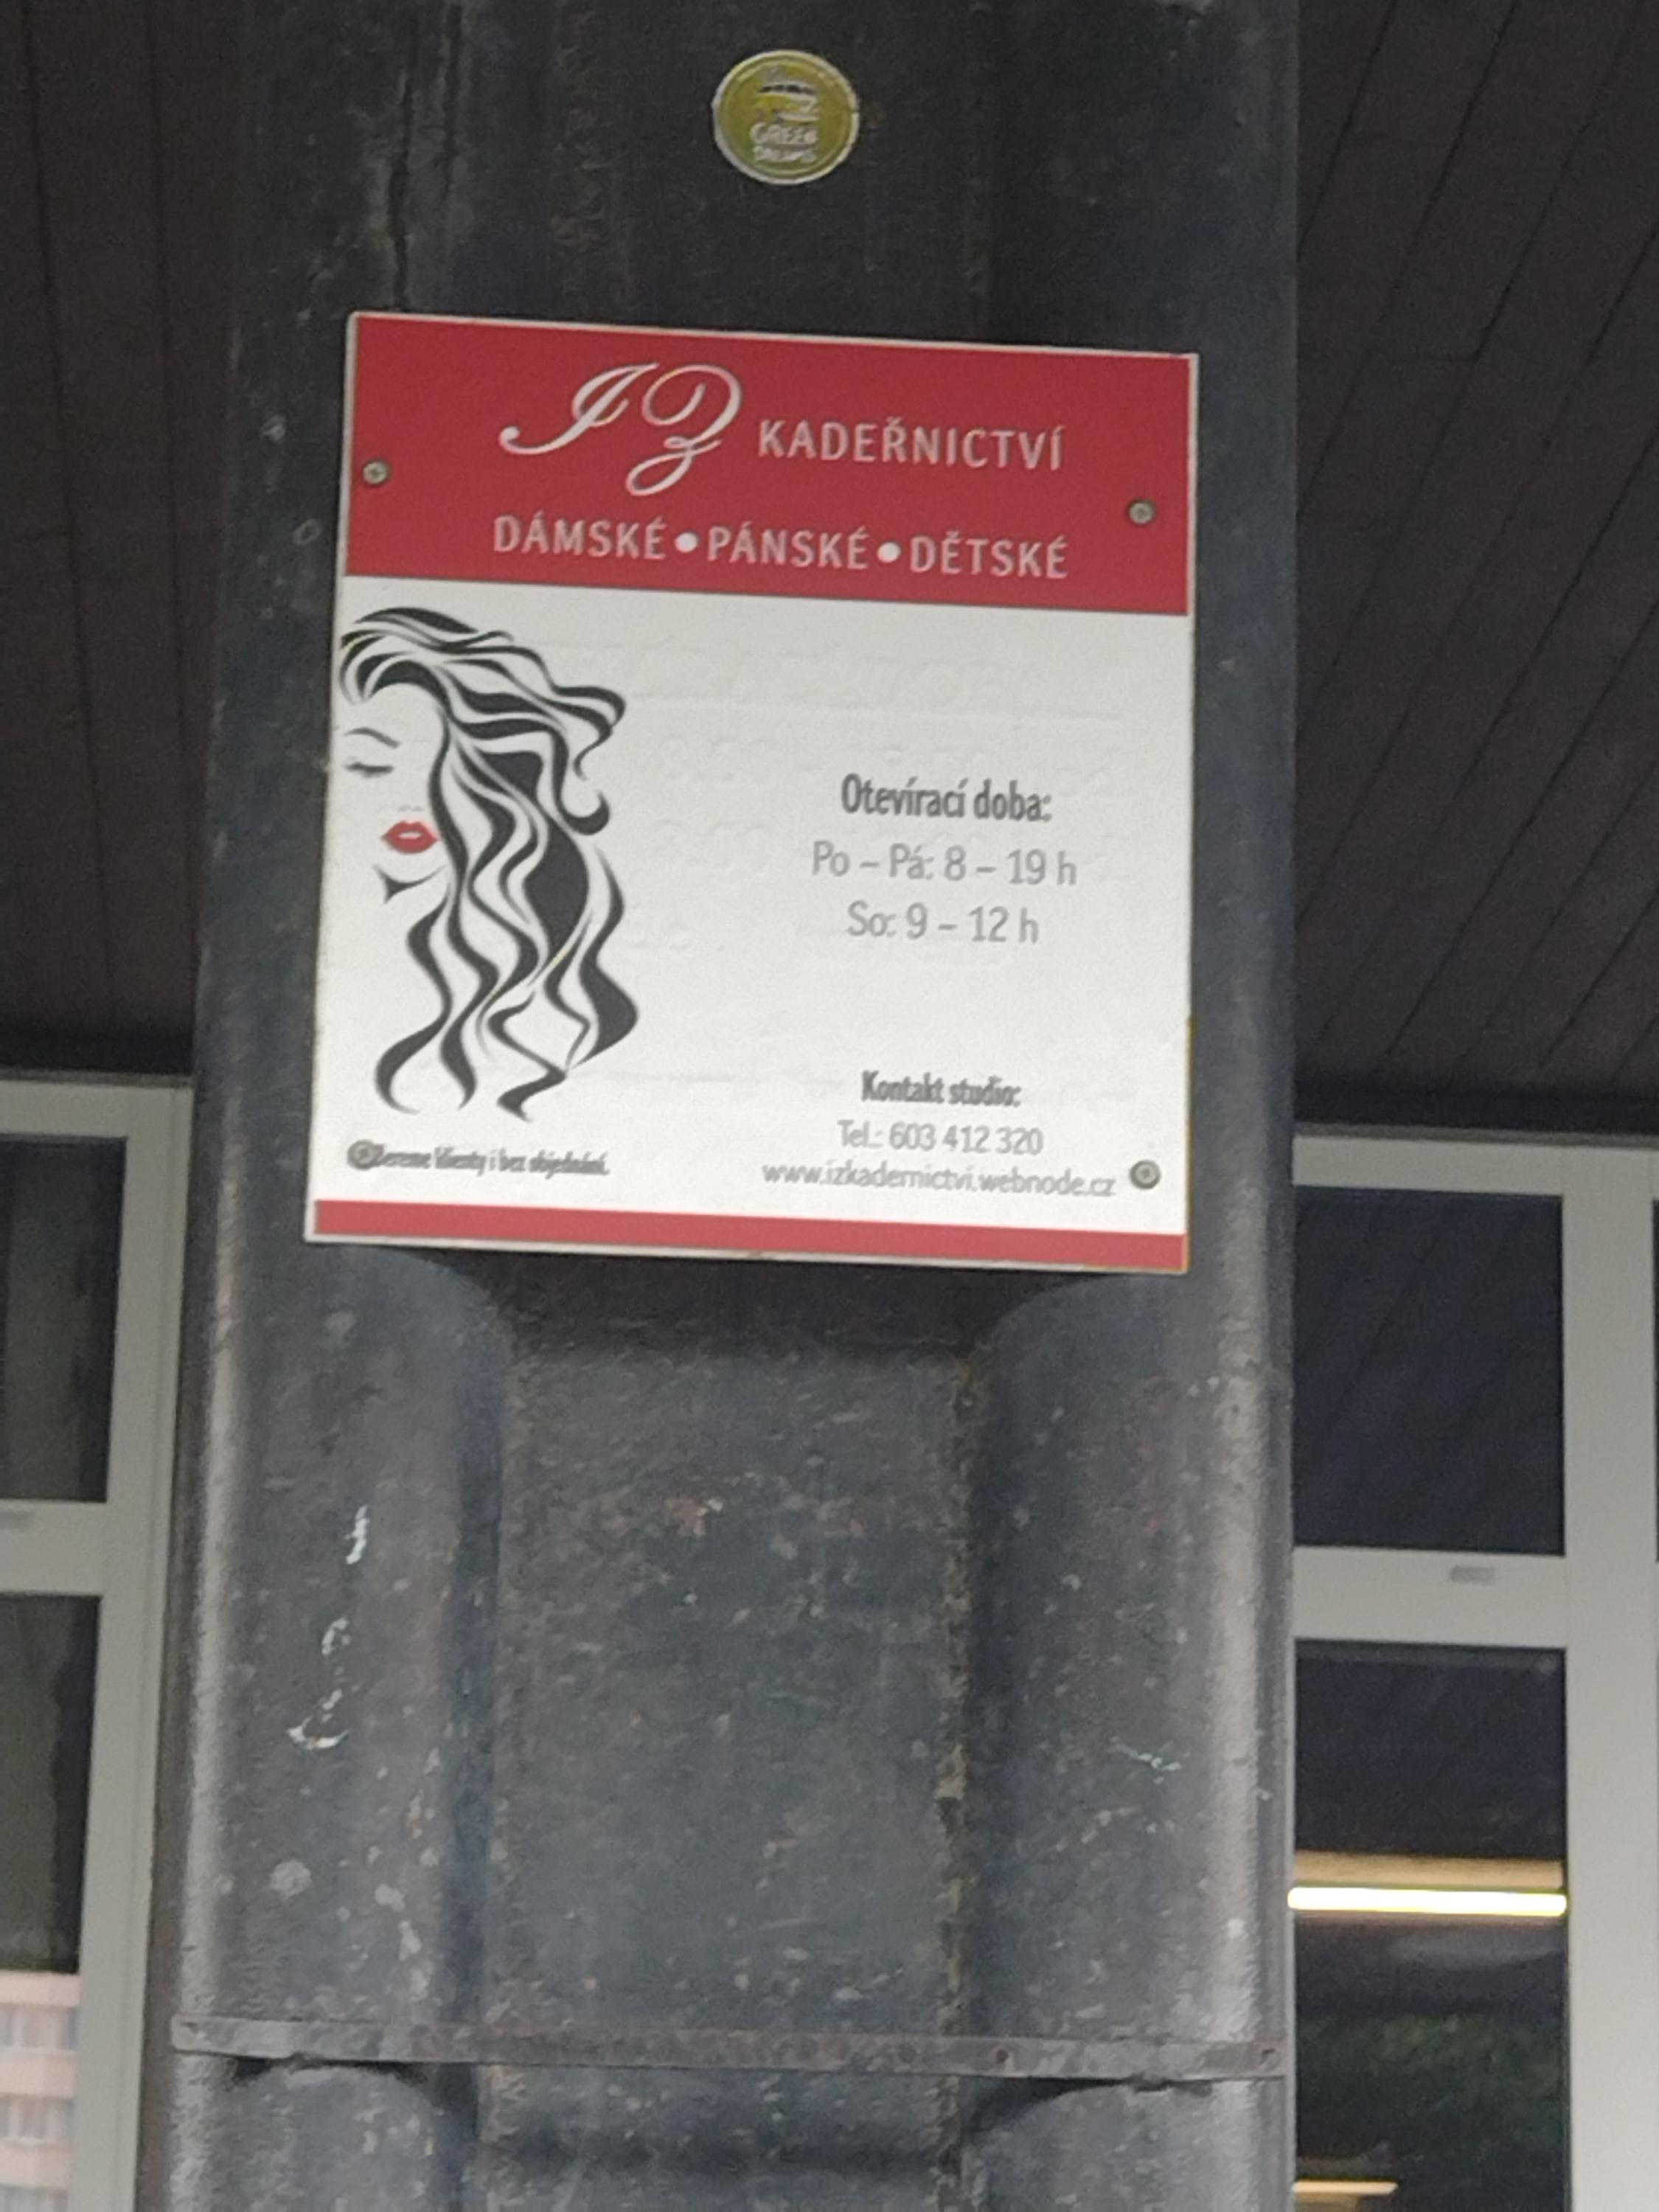 GREEN
IZ KADEŘNICTVÍ
DÁMSKÉ • PÁNSKÉ • DĚTSKÉ
Otevírací doba:
Po – Pá: 8 – 19 h
So: 9 – 12 h
Kontakt studio:
Tel.: 603 412 320
www.izkadernictvi.webnode.cz
Bereme klienty i bez objednání.